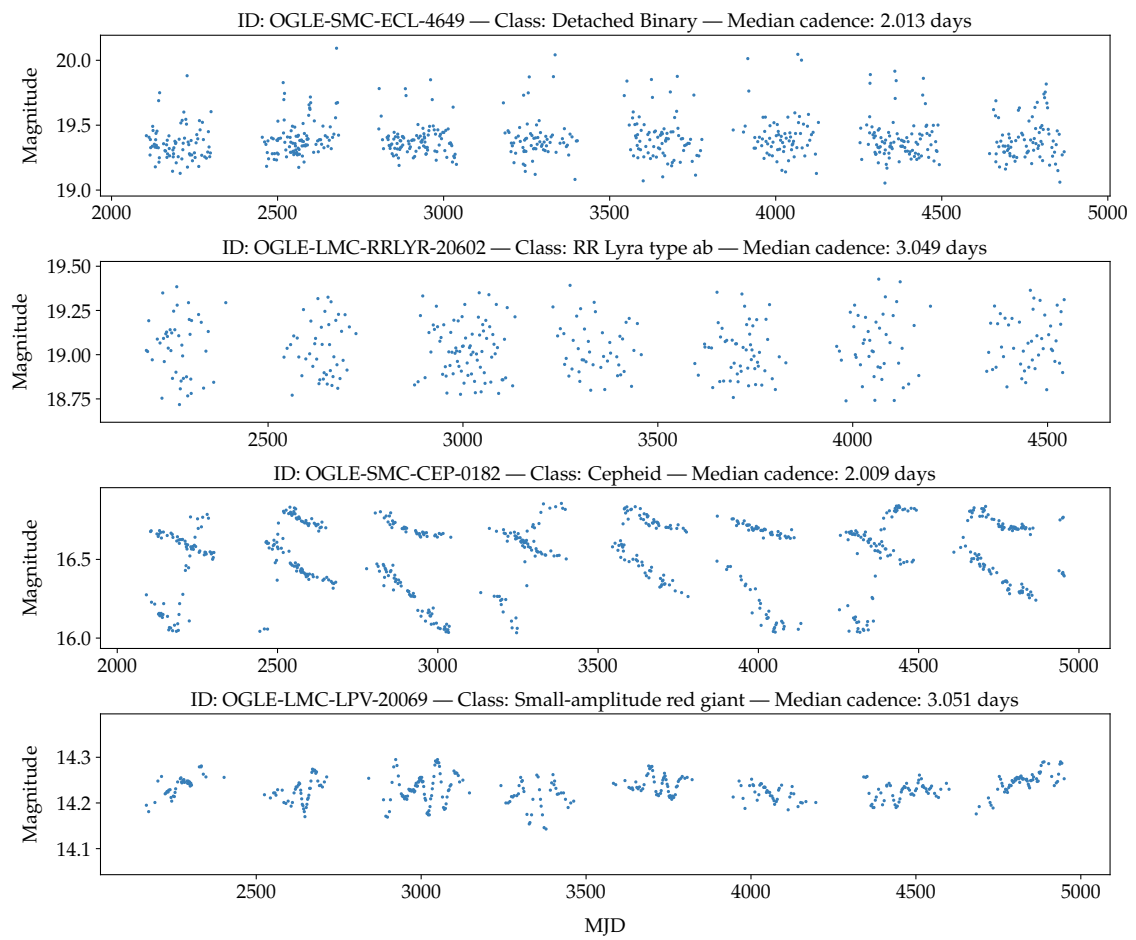 ID: OGLE-SMC-ECL-4649 — Class: Detached Binary — Median cadence: 2.013 days
20.0
19.5
19.0
Magnitude
2000 2500 3000 3500 4000 4500 5000
ID: OGLE-LMC-RRLYR-20602 — Class: RR Lyra type ab — Median cadence: 3.049 days
19.50
19.25
19.00
18.75
Magnitude
2500 3000 3500 4000 4500
ID: OGLE-SMC-CEP-0182 — Class: Cepheid — Median cadence: 2.009 days
16.5
16.0
Magnitude
2000 2500 3000 3500 4000 4500 5000
ID: OGLE-LMC-LPV-20069 — Class: Small-amplitude red giant — Median cadence: 3.051 days
14.3
14.2
14.1
Magnitude
2500 3000 3500 4000 4500 5000
MJD